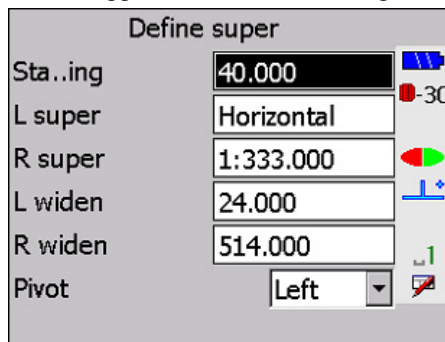 Define super
Sta..ing 40.000
L super Horizontal
R super 1:333.000
L widen 24.000
R widen 514.000
Pivot Left
-30
1